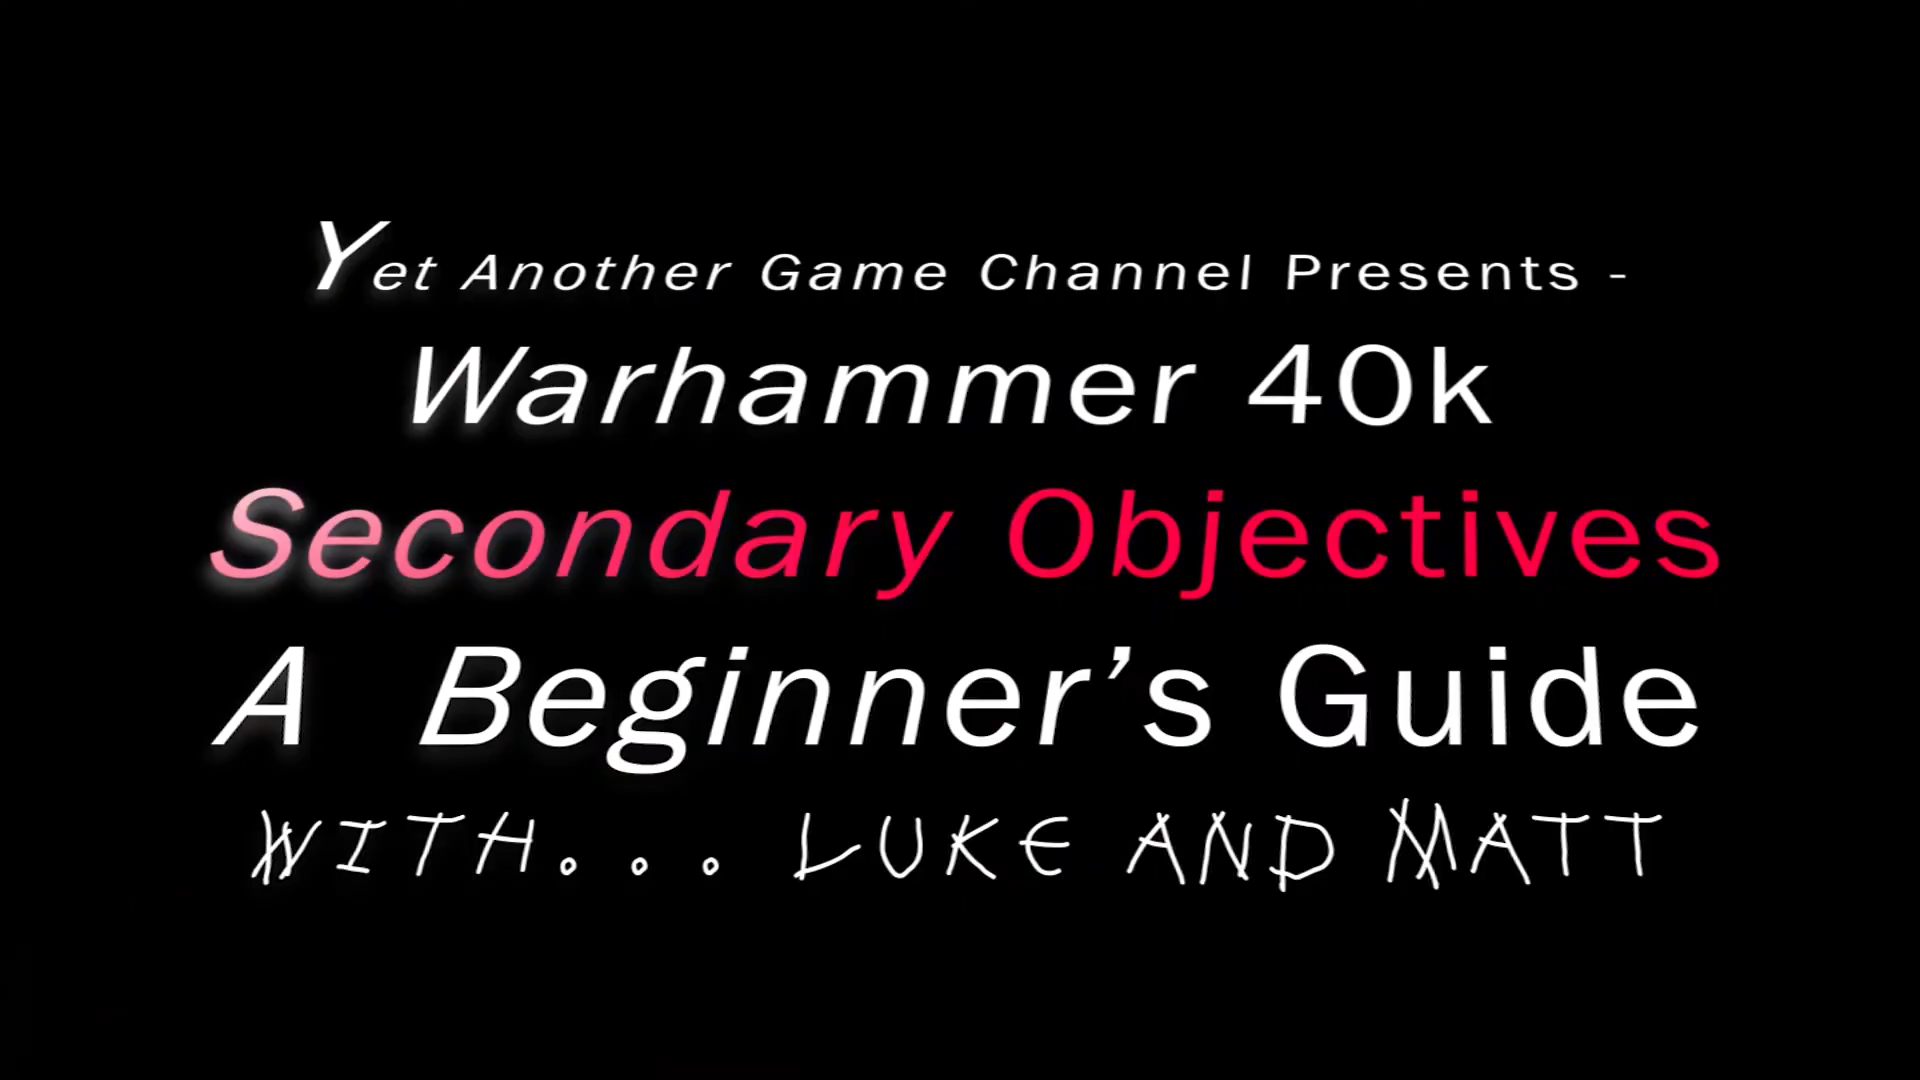 Yet Another Game Channel Presents -
Warhammer 40k
Secondary Objectives
A Beginner’s Guide
WITH... LUKE AND MATT